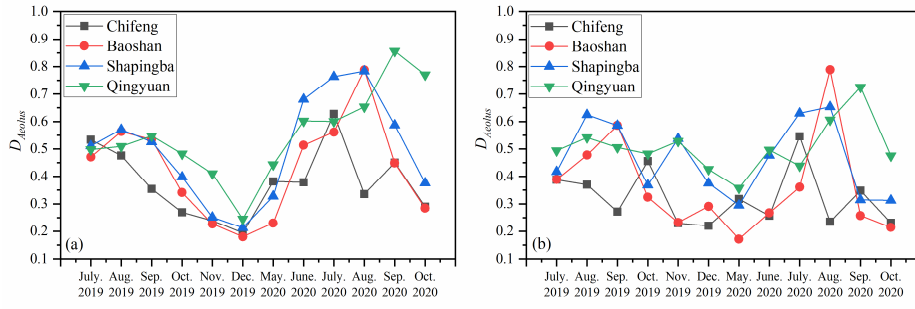 1.0
0.9
0.8
0.7
0.6
0.5
0.4
0.3
0.2
0.1
D_Aeolus
Chifeng
Baoshan
Shapingba
Qingyuan
(a)
July. Aug. Sep. Oct. Nov. Dec. May. June. July. Aug. Sep. Oct.
2019 2019 2019 2019 2019 2019 2020 2020 2020 2020 2020 2020
1.0
0.9
0.8
0.7
0.6
0.5
0.4
0.3
0.2
0.1
D_Aeolus
Chifeng
Baoshan
Shapingba
Qingyuan
(b)
July. Aug. Sep. Oct. Nov. Dec. May. June. July. Aug. Sep. Oct.
2019 2019 2019 2019 2019 2019 2020 2020 2020 2020 2020 2020